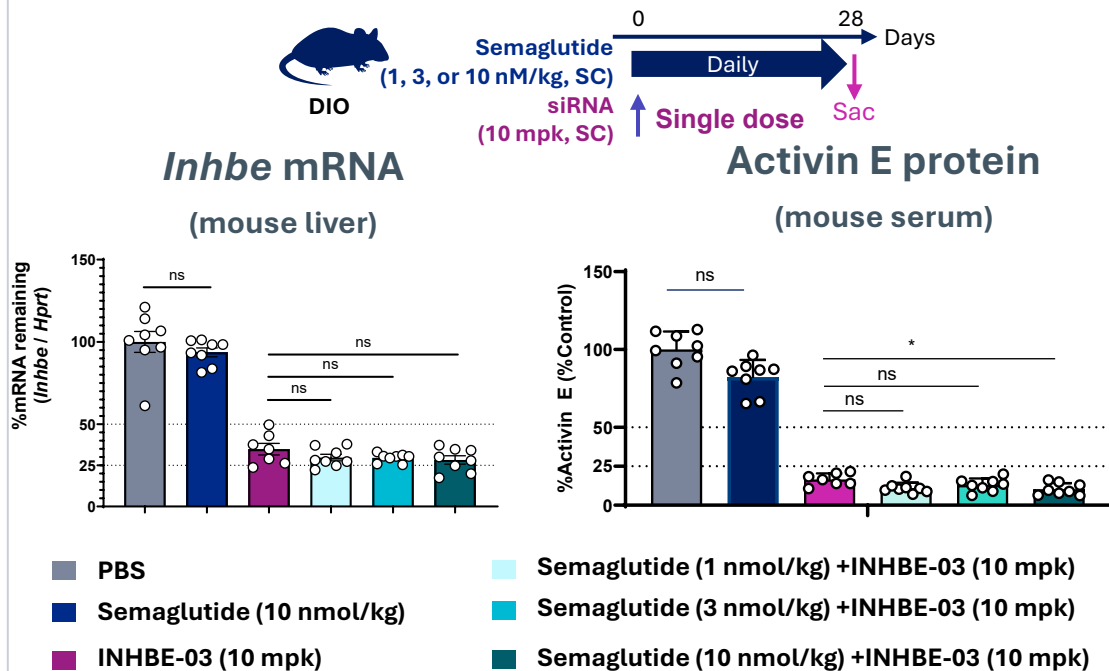 0 28
Days
Semaglutide
(1, 3, or 10 nM/kg, SC)
Daily
DIO
siRNA
(10 mpk, SC)
Single dose
Sac
Inhbe mRNA
(mouse liver)
%mRNA remaining
(Inhbe / Hprt)
150
100
50
25
0
ns
ns
ns
ns
Activin E protein
(mouse serum)
%Activin E (%Control)
150
100
50
25
0
ns
*
ns
ns
PBS
Semaglutide (10 nmol/kg)
INHBE-03 (10 mpk)
Semaglutide (1 nmol/kg) +INHBE-03 (10 mpk)
Semaglutide (3 nmol/kg) +INHBE-03 (10 mpk)
Semaglutide (10 nmol/kg) +INHBE-03 (10 mpk)